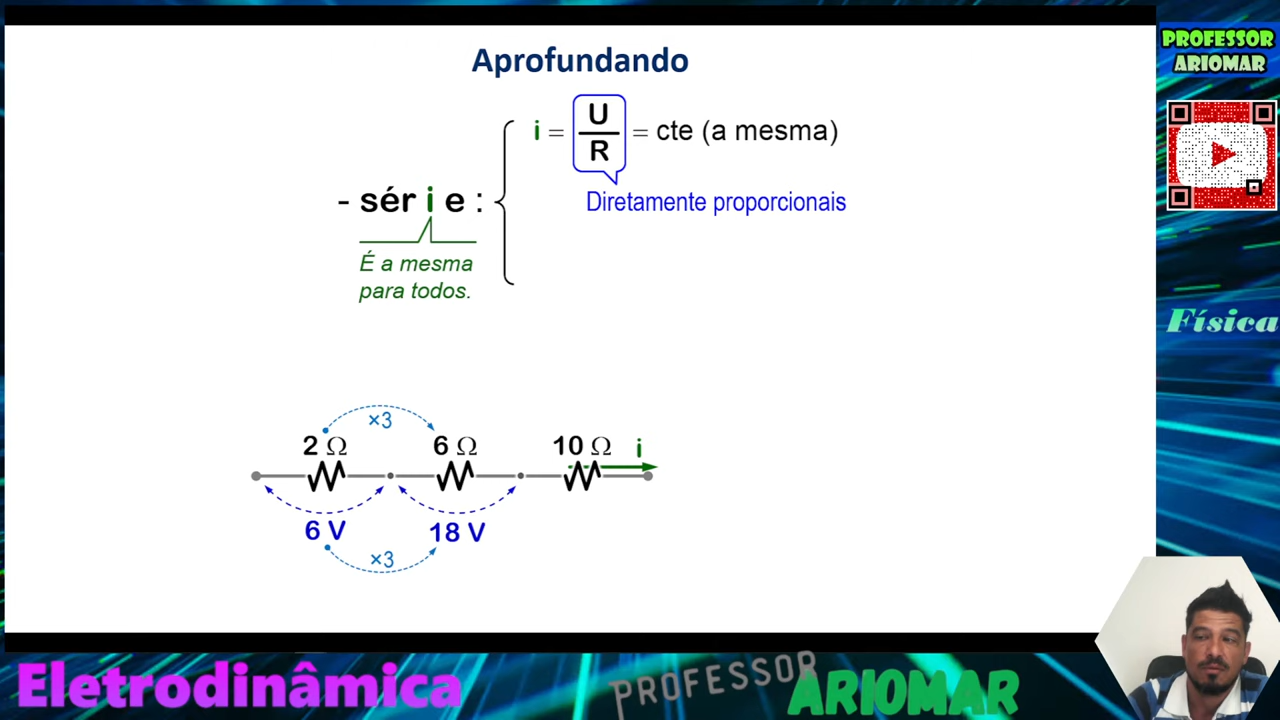 Aprofundando
PROFESSOR
ARIOMAR
i = U/R = cte (a mesma)
Diretamente proporcionais
- série :
É a mesma
para todos.
Física
×3
2 Ω 6 Ω 10 Ω i
6 V 18 V
×3
Eletrodinâmica
PROFESSOR
ARIOMAR